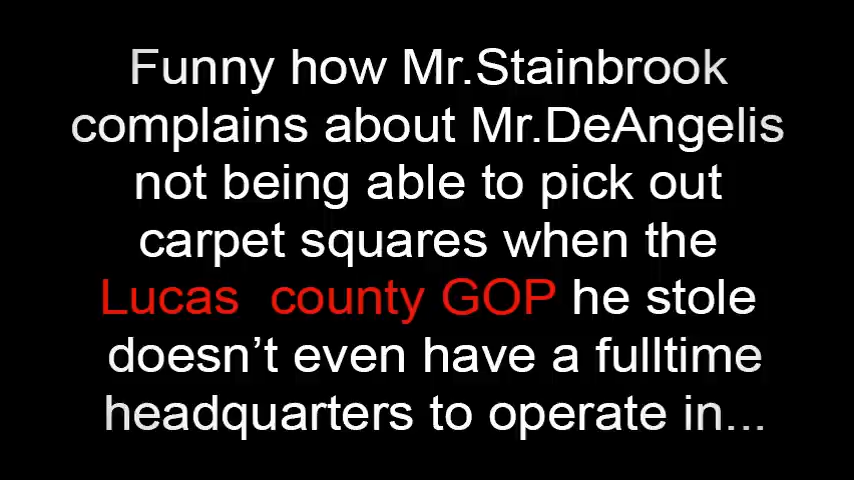 Funny how Mr.Stainbrook
complains about Mr.DeAngelis
not being able to pick out
carpet squares when the
Lucas  county GOP he stole
doesn’t even have a fulltime
headquarters to operate in...